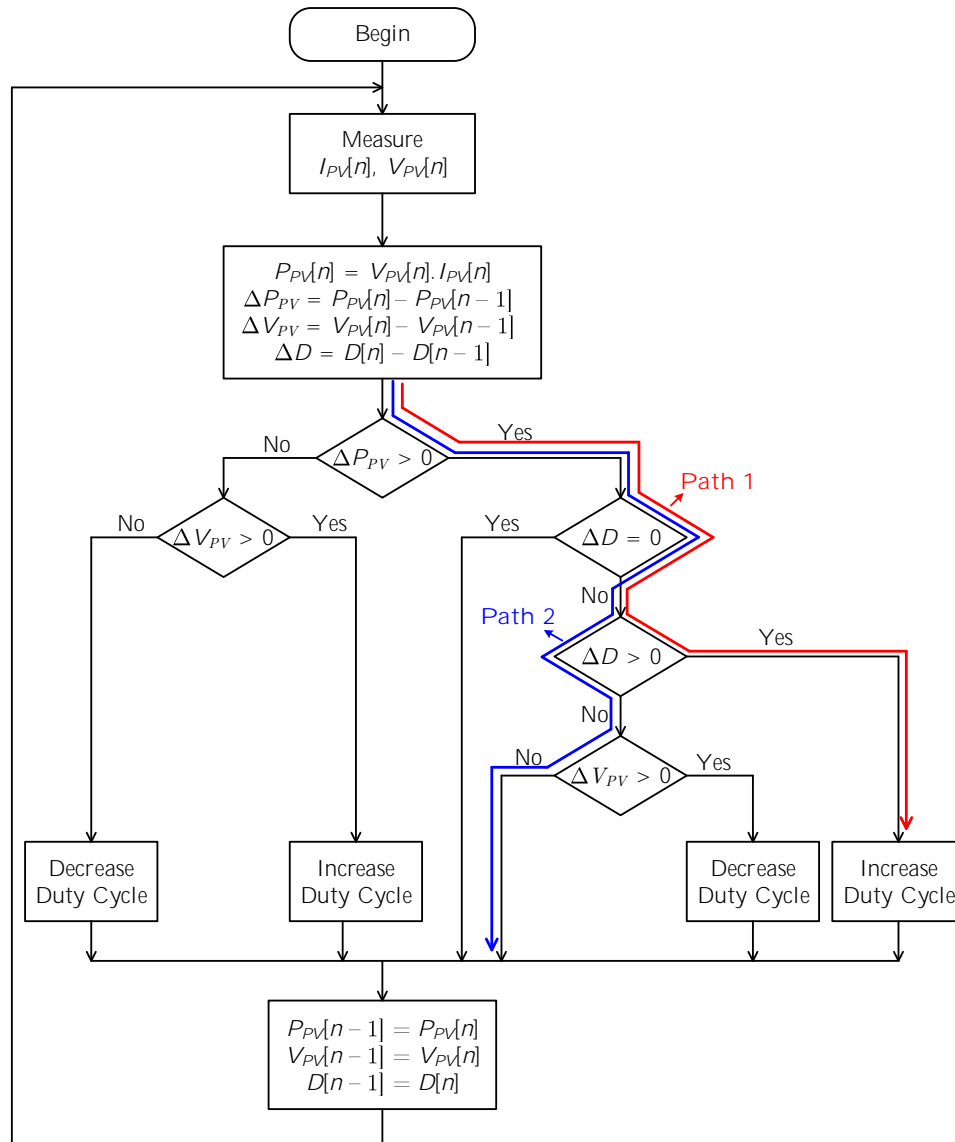 Begin
Measure
I_PV[n], V_PV[n]
P_PV[n] = V_PV[n].I_PV[n]
ΔP_PV = P_PV[n] – P_PV[n – 1]
ΔV_PV = V_PV[n] – V_PV[n – 1]
ΔD = D[n] – D[n – 1]
No
Yes
ΔP_PV > 0
Path 1
No
Yes
Yes
ΔV_PV > 0
ΔD = 0
No
Path 2
Yes
ΔD > 0
No
No
Yes
ΔV_PV > 0
Decrease
Duty Cycle
Increase
Duty Cycle
Decrease
Duty Cycle
Increase
Duty Cycle
P_PV[n – 1] = P_PV[n]
V_PV[n – 1] = V_PV[n]
D[n – 1] = D[n]